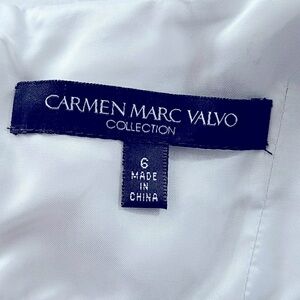 CARMEN MARC VALVO
COLLECTION
6
MADE
IN
CHINA